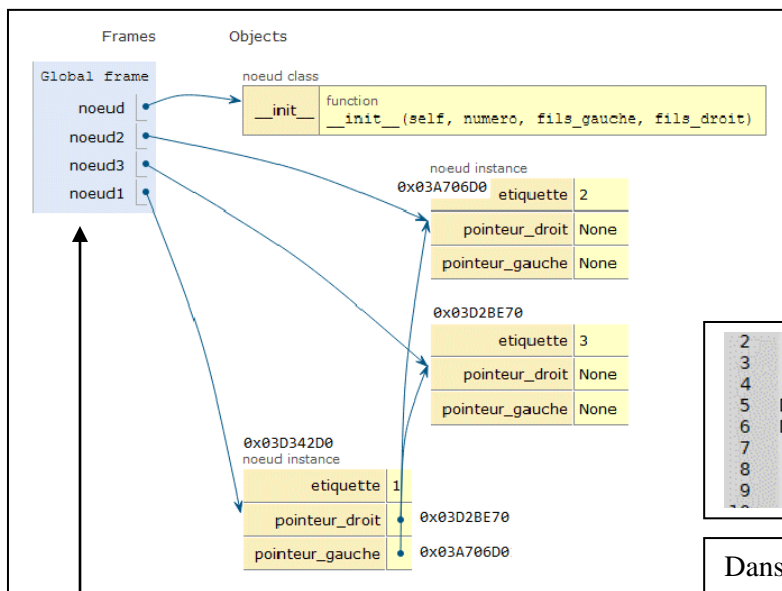 Frames Objects
Global frame
noeud
noeud2
noeud3
noeud1
noeud class
__init__
function
__init__(self, numero, fils_gauche, fils_droit)
noeud instance
0x03A706D0
etiquette 2
pointeur_droit None
pointeur_gauche None
0x03D2BE70
etiquette 3
pointeur_droit None
pointeur_gauche None
0x03D342D0
noeud instance
etiquette 1
pointeur_droit 0x03D2BE70
pointeur_gauche 0x03A706D0
2
3
4
5
6
7
8
9
Dans